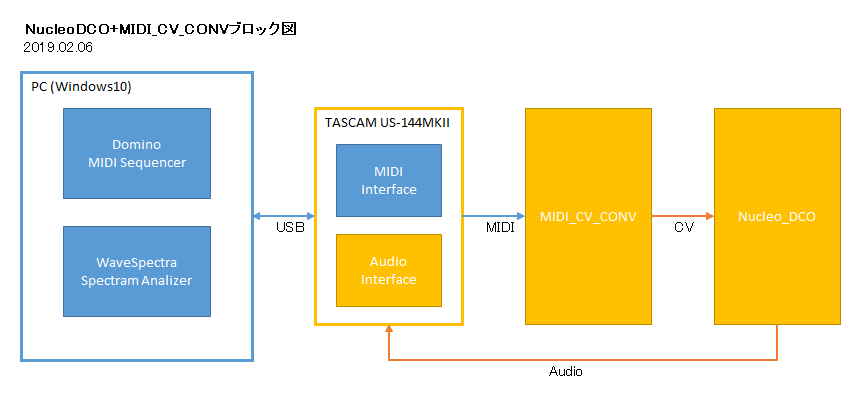 NucleoDCO+MIDI_CV_CONVブロック図
2019.02.06
PC (Windows10)
Domino
MIDI Sequencer
WaveSpectra
Spectram Analizer
USB
TASCAM US-144MKII
MIDI
Interface
Audio
Interface
MIDI
MIDI_CV_CONV
CV
Nucleo_DCO
Audio